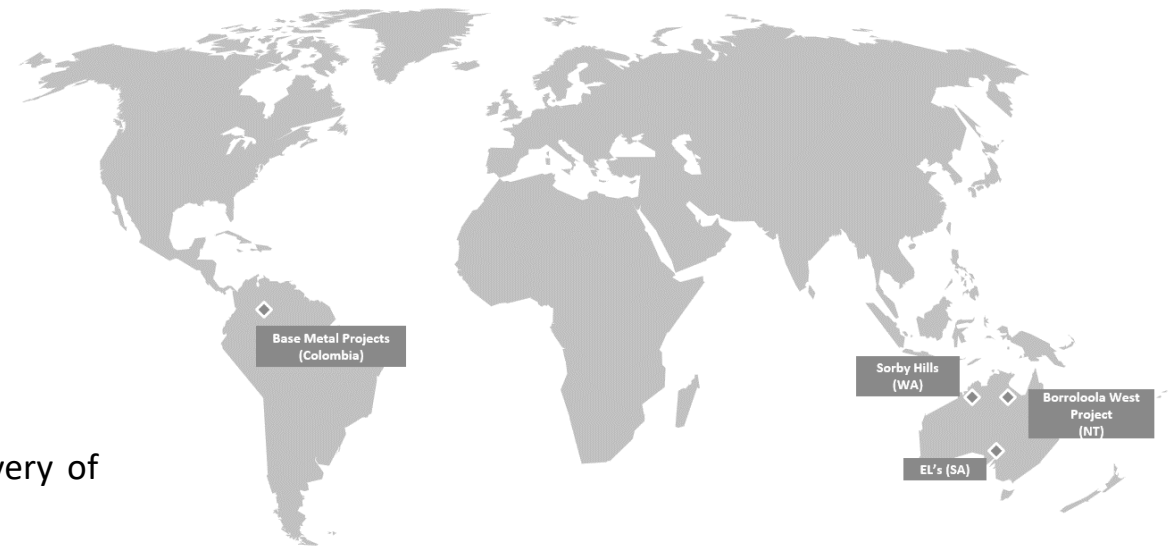 Base Metal Projects
(Colombia)
Sorby Hills
(WA)
Borroloola West
Project
(NT)
EL's (SA)
very of